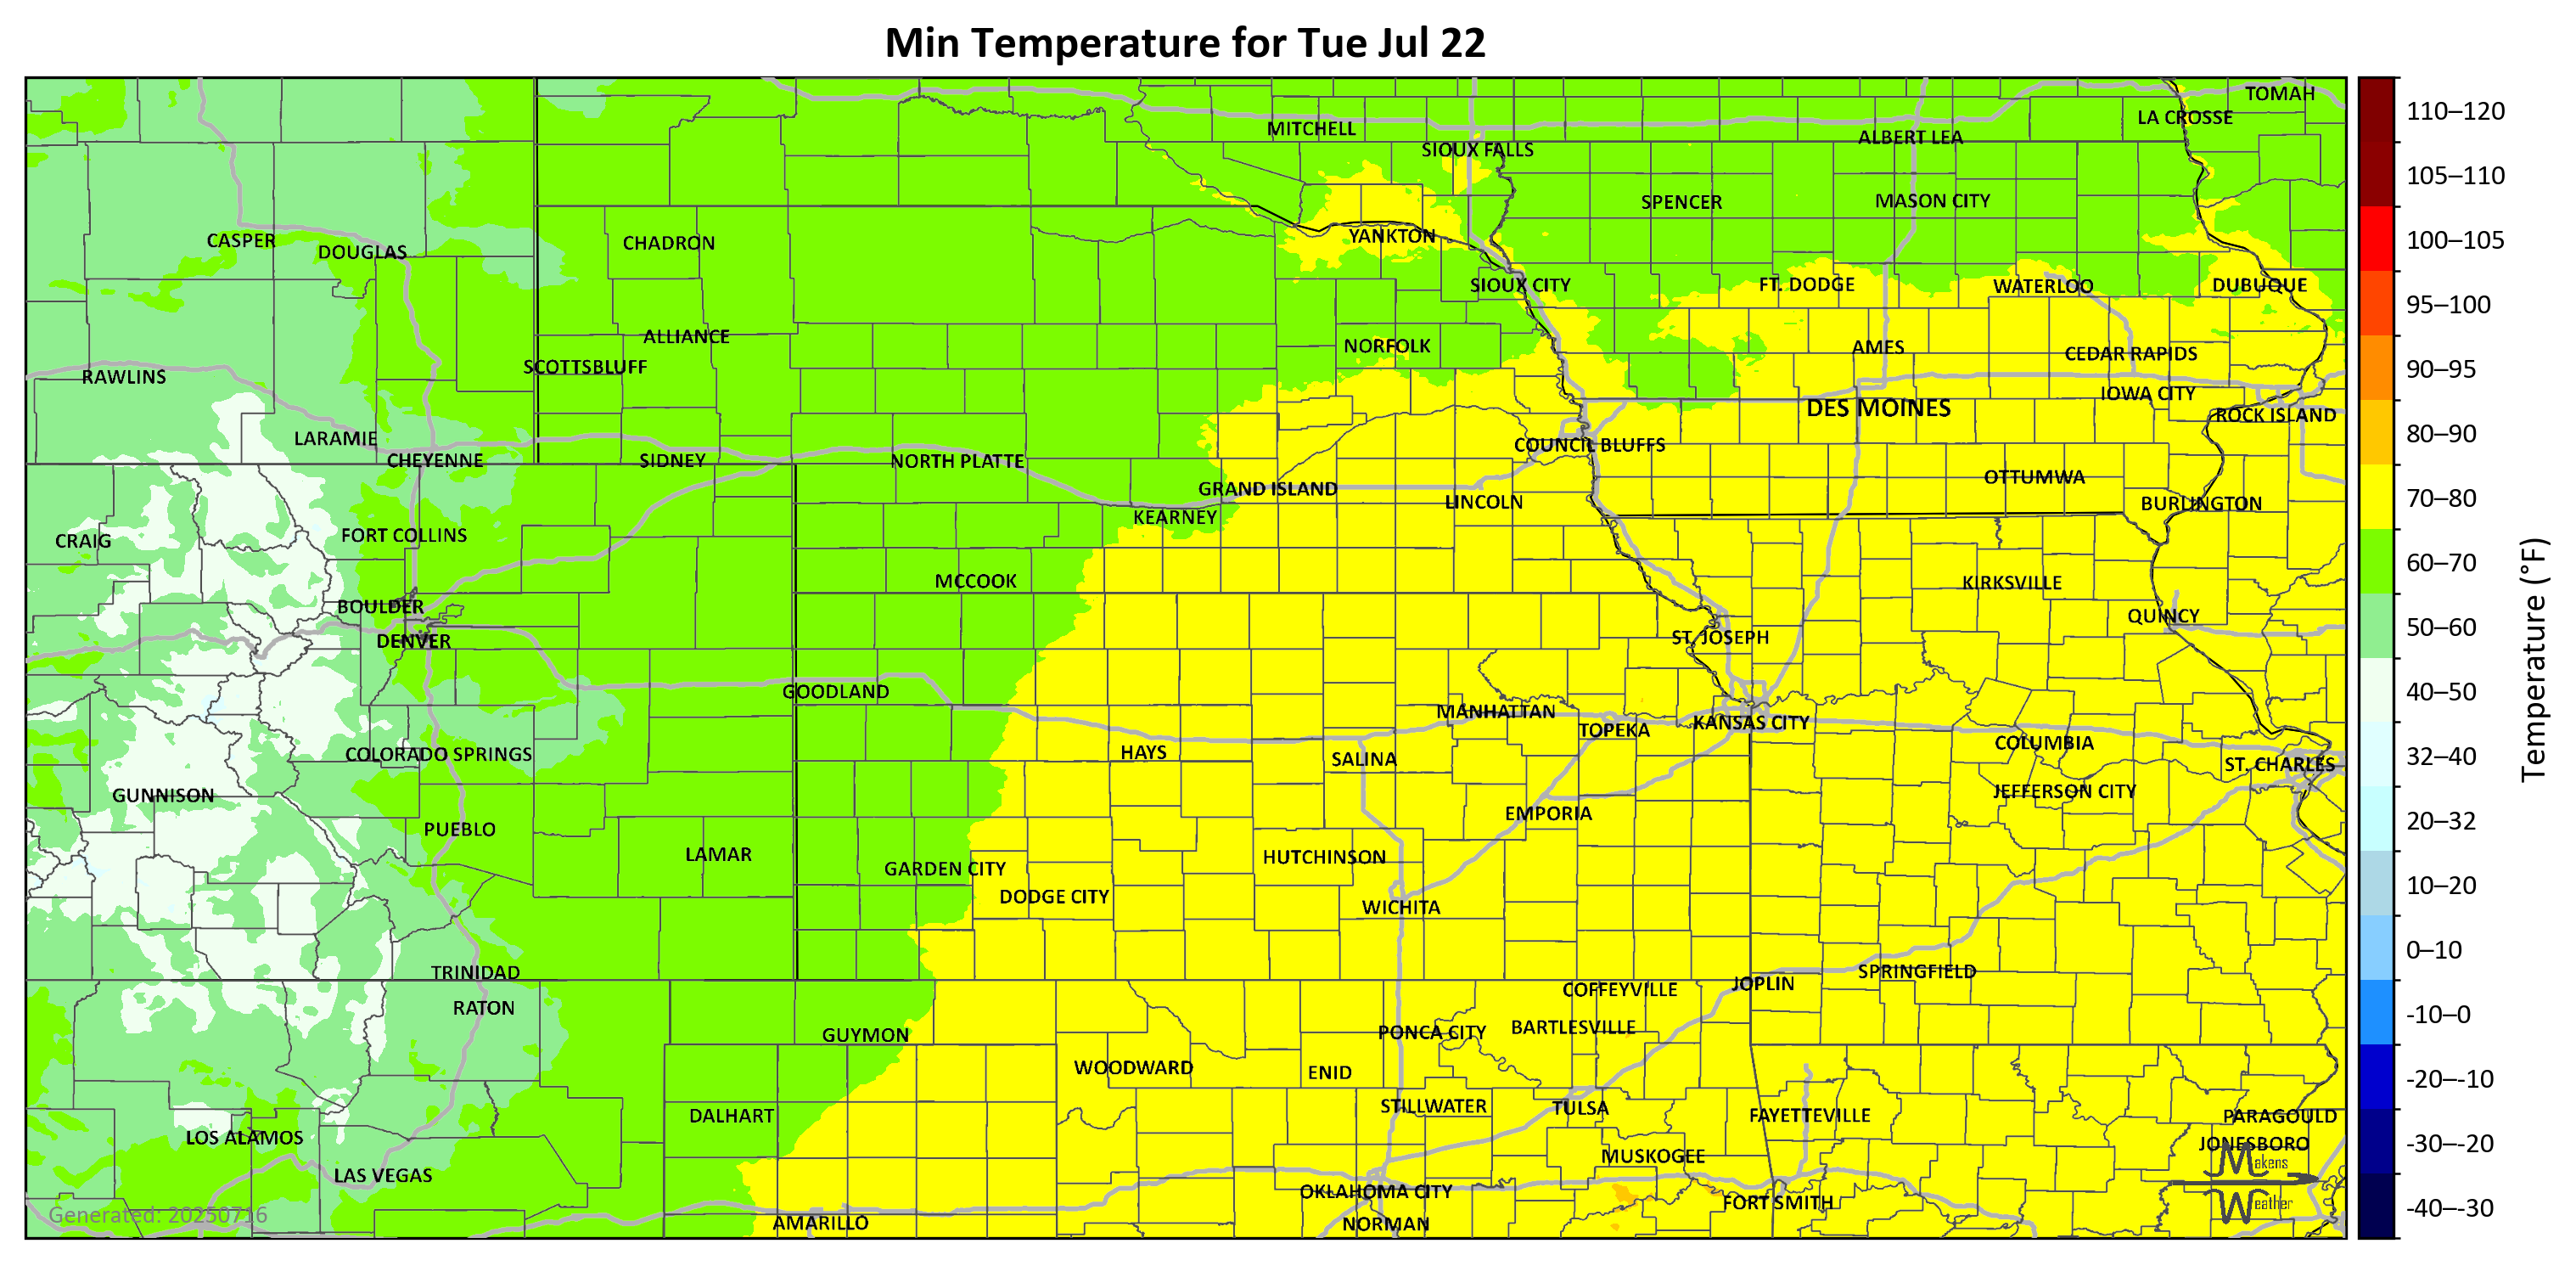 Min Temperature for Tue Jul 22
TOMAH
LA CROSSE
MITCHELL
ALBERT LEA
SIOUX FALLS
SPENCER
MASON CITY
YANKTON
CASPER
CHADRON
DOUGLAS
SIOUX CITY
FT. DODGE
WATERLOO
DUBUQUE
ALLIANCE
NORFOLK
AMES
CEDAR RAPIDS
SCOTTSBLUFF
RAWLINS
IOWA CITY
DES MOINES
ROCK ISLAND
LARAMIE
COUNCIL BLUFFS
CHEYENNE
SIDNEY
NORTH PLATTE
OTTUMWA
GRAND ISLAND
LINCOLN
BURLINGTON
KEARNEY
CRAIG
FORT COLLINS
MCCOOK
KIRKSVILLE
BOULDER
QUINCY
DENVER
ST. JOSEPH
GOODLAND
MANHATTAN
TOPEKA
KANSAS CITY
COLORADO SPRINGS
HAYS
SALINA
COLUMBIA
ST. CHARLES
GUNNISON
JEFFERSON CITY
EMPORIA
PUEBLO
LAMAR
HUTCHINSON
GARDEN CITY
DODGE CITY
WICHITA
TRINIDAD
SPRINGFIELD
JOPLIN
COFFEYVILLE
RATON
GUYMON
PONCA CITY
BARTLESVILLE
WOODWARD
ENID
STILLWATER
TULSA
DALHART
FAYETTEVILLE
PARAGOULD
LOS ALAMOS
JONESBORO
MUSKOGEE
LAS VEGAS
OKLAHOMA CITY
FORT SMITH
AMARILLO
NORMAN
Generated: 20250716
Makens
Weather
110–120
105–110
100–105
95–100
90–95
80–90
70–80
60–70
50–60
40–50
32–40
20–32
10–20
0–10
-10–0
-20–-10
-30–-20
-40–-30
Temperature (°F)